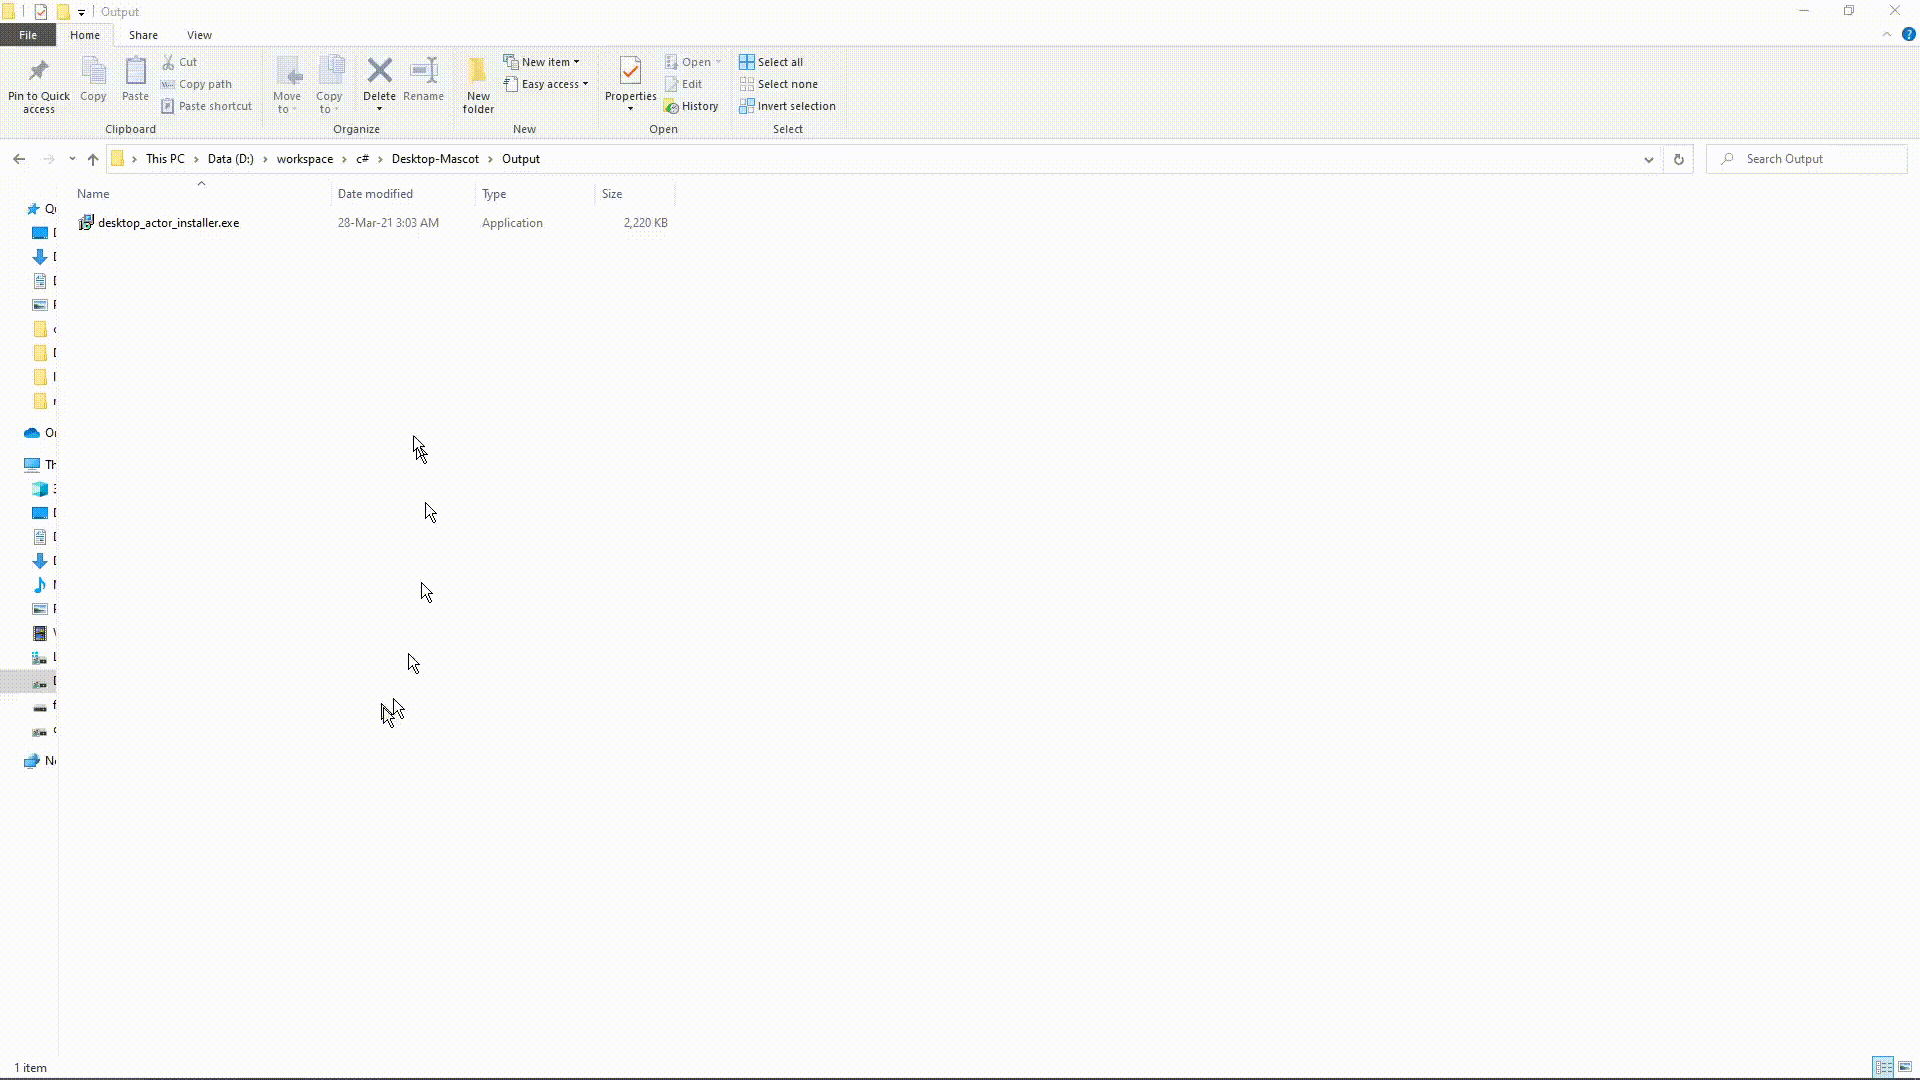 Output
File Home Share View
Pin to Quick access
Copy
Paste
Cut
Copy path
Paste shortcut
Clipboard
Move to
Copy to
Delete
Rename
Organize
New folder
New item
Easy access
New
Properties
Open
Edit
History
Open
Select all
Select none
Invert selection
Select
This PC > Data (D:) > workspace > c# > Desktop-Mascot > Output
Search Output
Name Date modified Type Size
desktop_actor_installer.exe 28-Mar-21 3:03 AM Application 2,220 KB
1 item